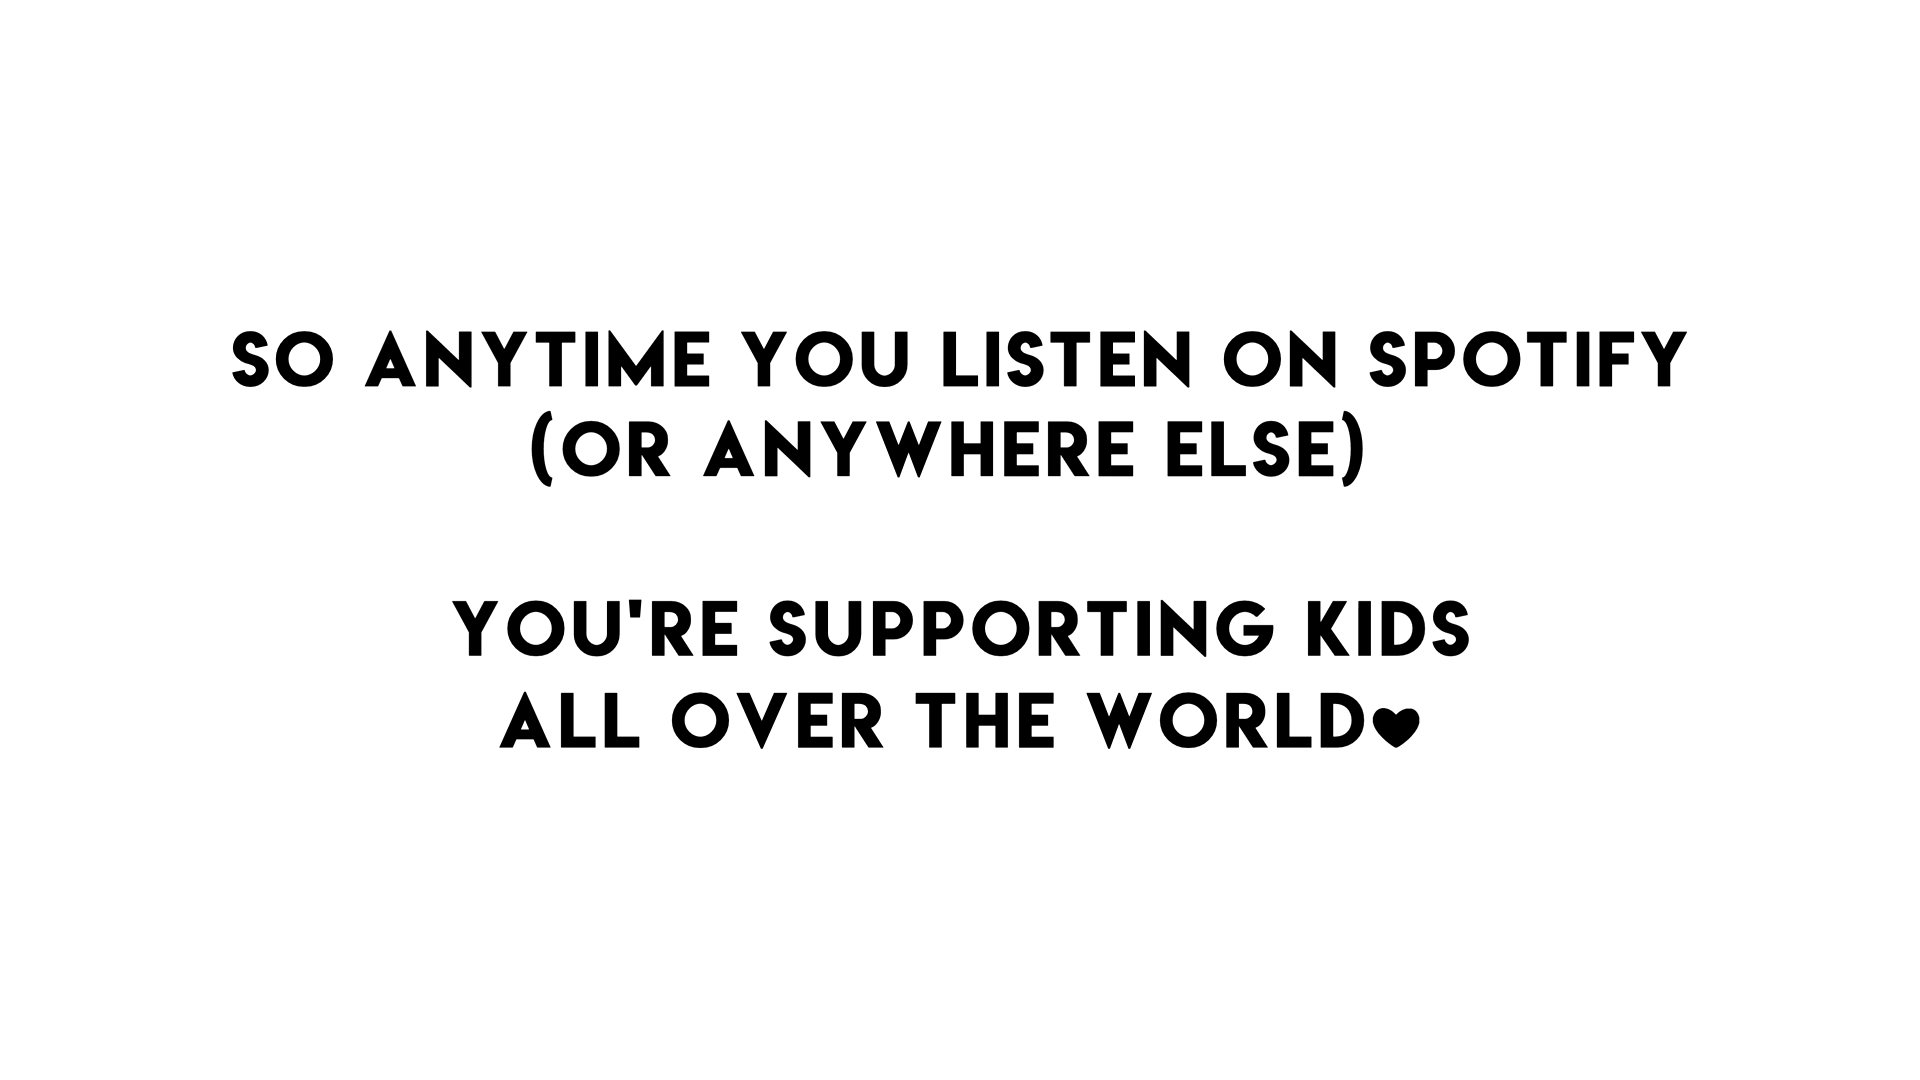 SO ANYTIME YOU LISTEN ON SPOTIFY
(OR ANYWHERE ELSE)
YOU'RE SUPPORTING KIDS
ALL OVER THE WORLD♥